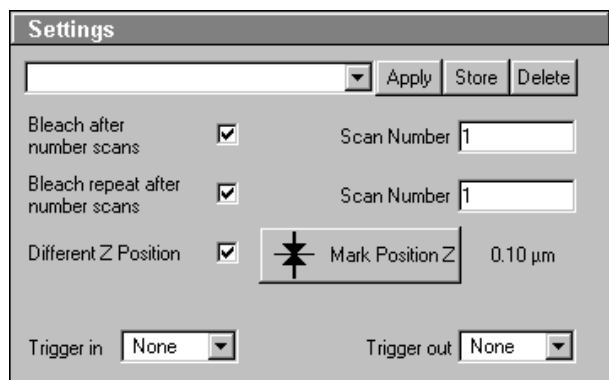 Settings
Apply Store Delete
Bleach after
number scans
Scan Number 1
Bleach repeat after
number scans
Scan Number 1
Different Z Position Mark Position Z 0.10 µm
Trigger in None Trigger out None